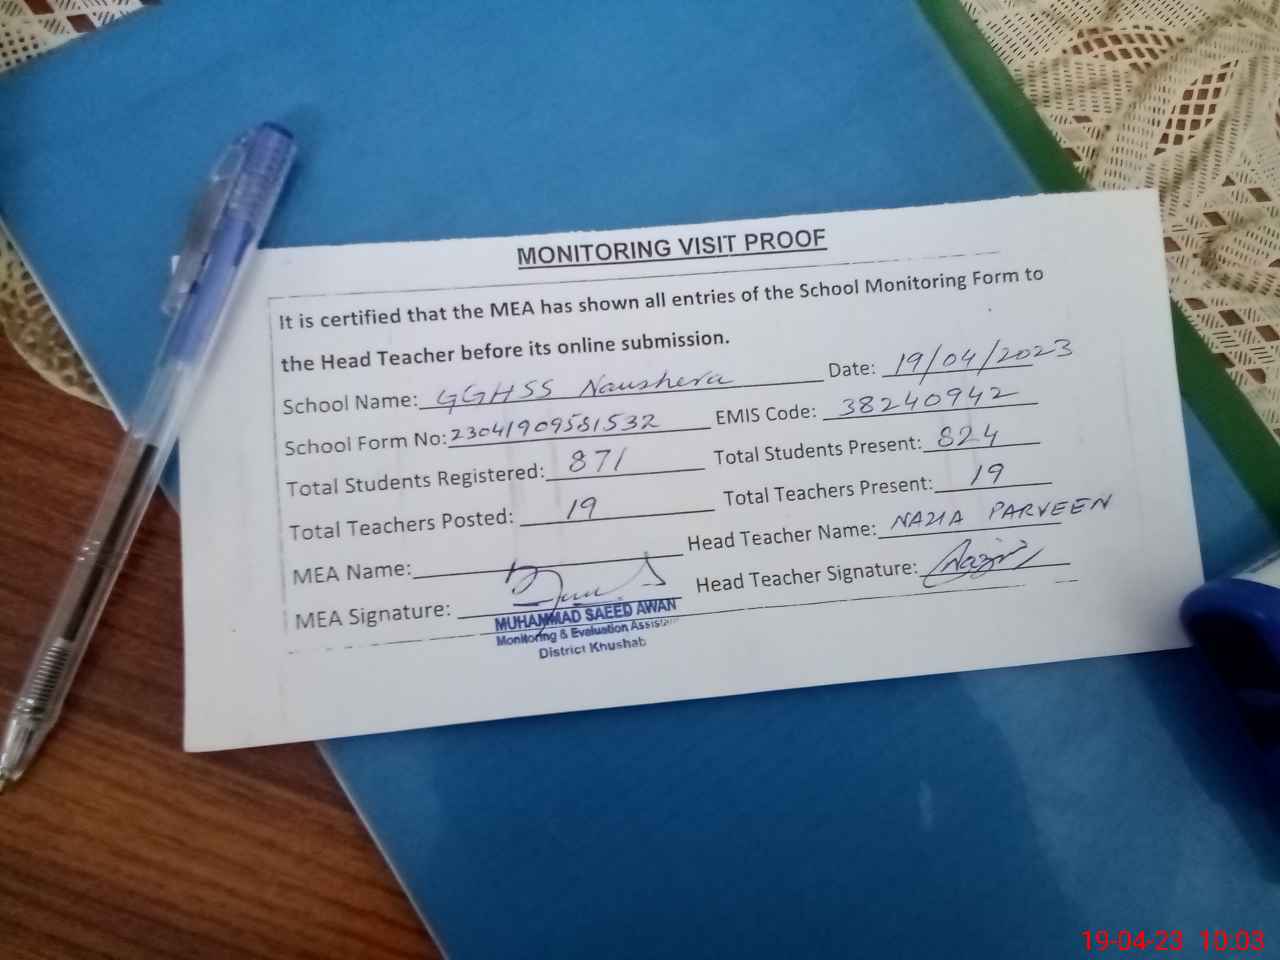 MONITORING VISIT PROOF
It is certified that the MEA has shown all entries of the School Monitoring Form to
the Head Teacher before its online submission.
School Name: GGHSS Naushera Date: 19/04/2023
School Form No: 23041909581532 EMIS Code: 38240942
Total Students Registered: 871 Total Students Present: 824
Total Teachers Posted: 19 Total Teachers Present: 19
MEA Name: Head Teacher Name: NAZIA PARVEEN
MEA Signature: Head Teacher Signature: Nazia
MUHAMMAD SAEED AWAN
Monitoring & Evaluation Assistant
District Khushab
19-04-23 10:03